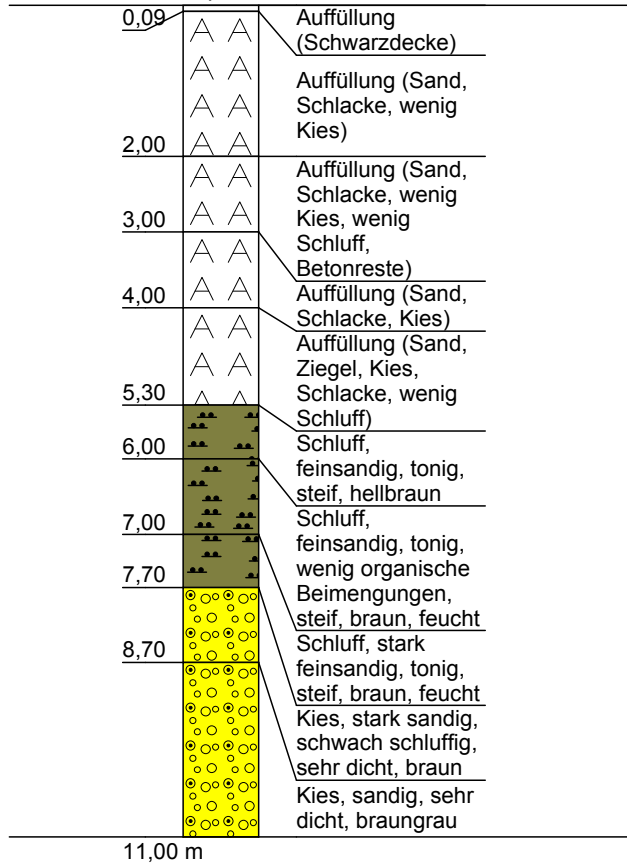 0,09
Auffüllung
(Schwarzdecke)
Auffüllung (Sand,
Schlacke, wenig
Kies)
2,00
Auffüllung (Sand,
Schlacke, wenig
Kies, wenig
Schluff,
Betonreste)
3,00
Auffüllung (Sand,
Schlacke, Kies)
4,00
Auffüllung (Sand,
Ziegel, Kies,
Schlacke, wenig
Schluff)
5,30
Schluff,
feinsandig, tonig,
steif, hellbraun
6,00
Schluff,
feinsandig, tonig,
wenig organische
Beimengungen,
steif, braun, feucht
7,00
Schluff, stark
feinsandig, tonig,
steif, braun, feucht
7,70
Kies, stark sandig,
schwach schluffig,
sehr dicht, braun
8,70
Kies, sandig, sehr
dicht, braungrau
11,00 m
A A
A A
A A
A A
A A
A A
A A
A A
A A
A A
A A